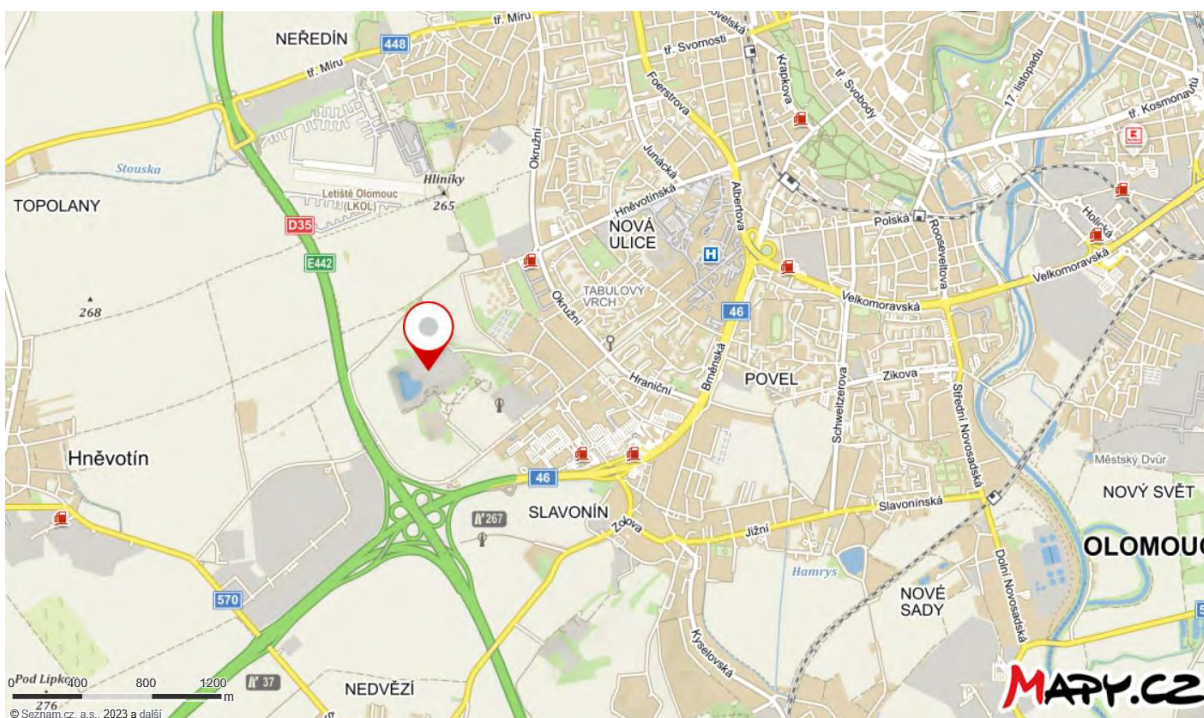 NEŘEDÍN
448
tř. Míru
tř. Míru
tř. Svornosti
Foerstrova
Krapkova
tř. Svobody
17. listopadu
tř. Kosmonautů
Stouska
Hliníky
265
Letiště Olomouc
(LKOL)
Okružní
Junácká
Hněvotínská
Albertova
TOPOLANY
D35
E442
NOVÁ
ULICE
H
Polská
Rooseveltova
Holická
Velkomoravská
Velkomoravská
268
TABULOVÝ
VRCH
Okružní
46
Brněnská
Hraniční
POVEL
Zikova
Schweitzerova
Střední Novosadská
Hněvotín
46
Městský Dvůr
NOVÝ SVĚT
SLAVONÍN
267
Zolova
Jižní
Slavonínská
OLOMOUC
570
Hamrys
NOVÉ
SADY
Dolní Novosadská
Kyselovská
Pod Lipkou
276
0 400 800 1200
m
37
NEDVĚZÍ
MAPY.CZ
© Seznam.cz, a.s., 2023 a další